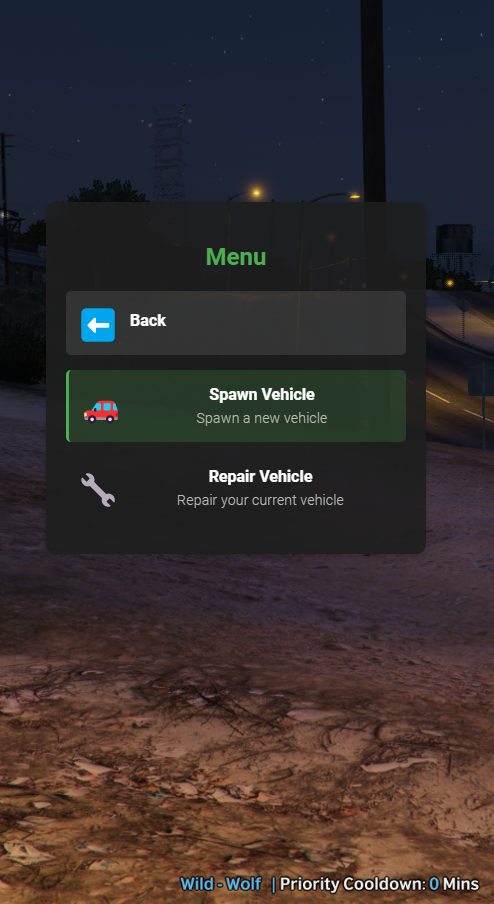 Menu
Back
Spawn Vehicle
Spawn a new vehicle
Repair Vehicle
Repair your current vehicle
Wild - Wolf | Priority Cooldown: 0 Mins